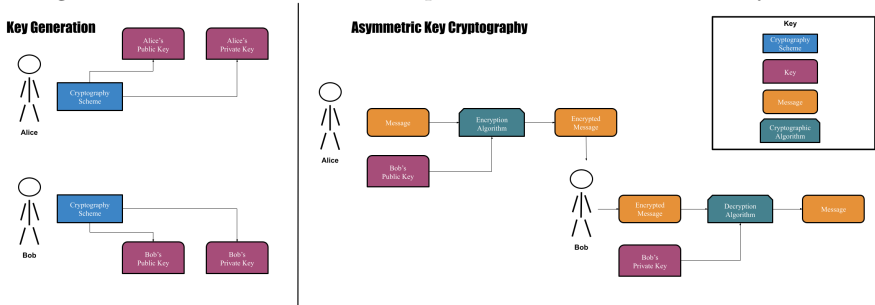 Key Generation
Alice's
Public Key
Alice's
Private Key
Cryptography
Scheme
Alice
Cryptography
Scheme
Bob
Bob's
Public Key
Bob's
Private Key
Asymmetric Key Cryptography
Alice
Message
Encryption
Algorithm
Encrypted
Message
Bob's
Public Key
Bob
Encrypted
Message
Decryption
Algorithm
Message
Bob's
Private Key
Key
Cryptography
Scheme
Key
Message
Cryptographic
Algorithm